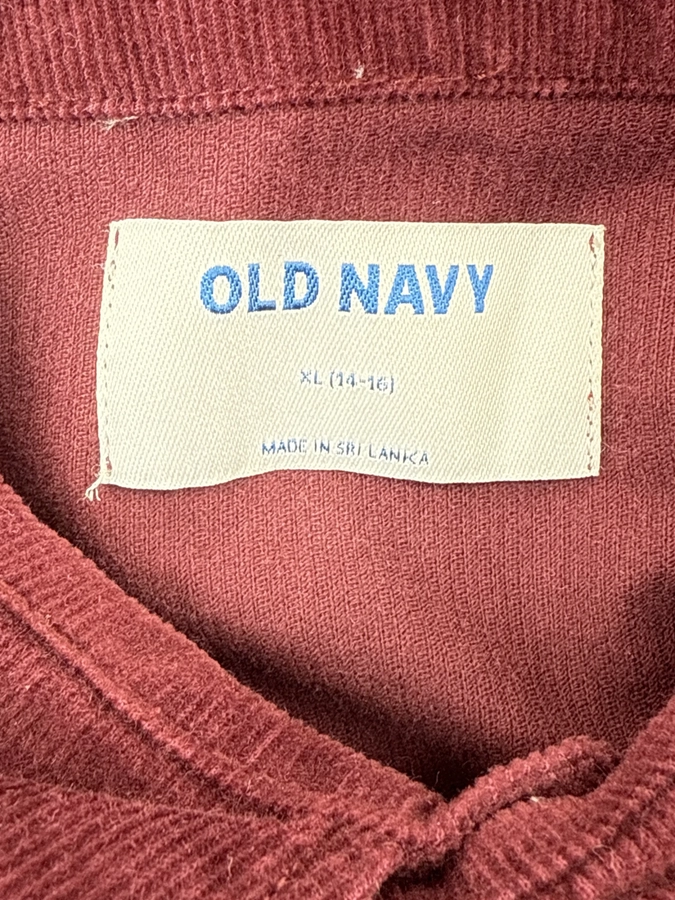 OLD NAVY
XL (14-16)
MADE IN SRI LANKA